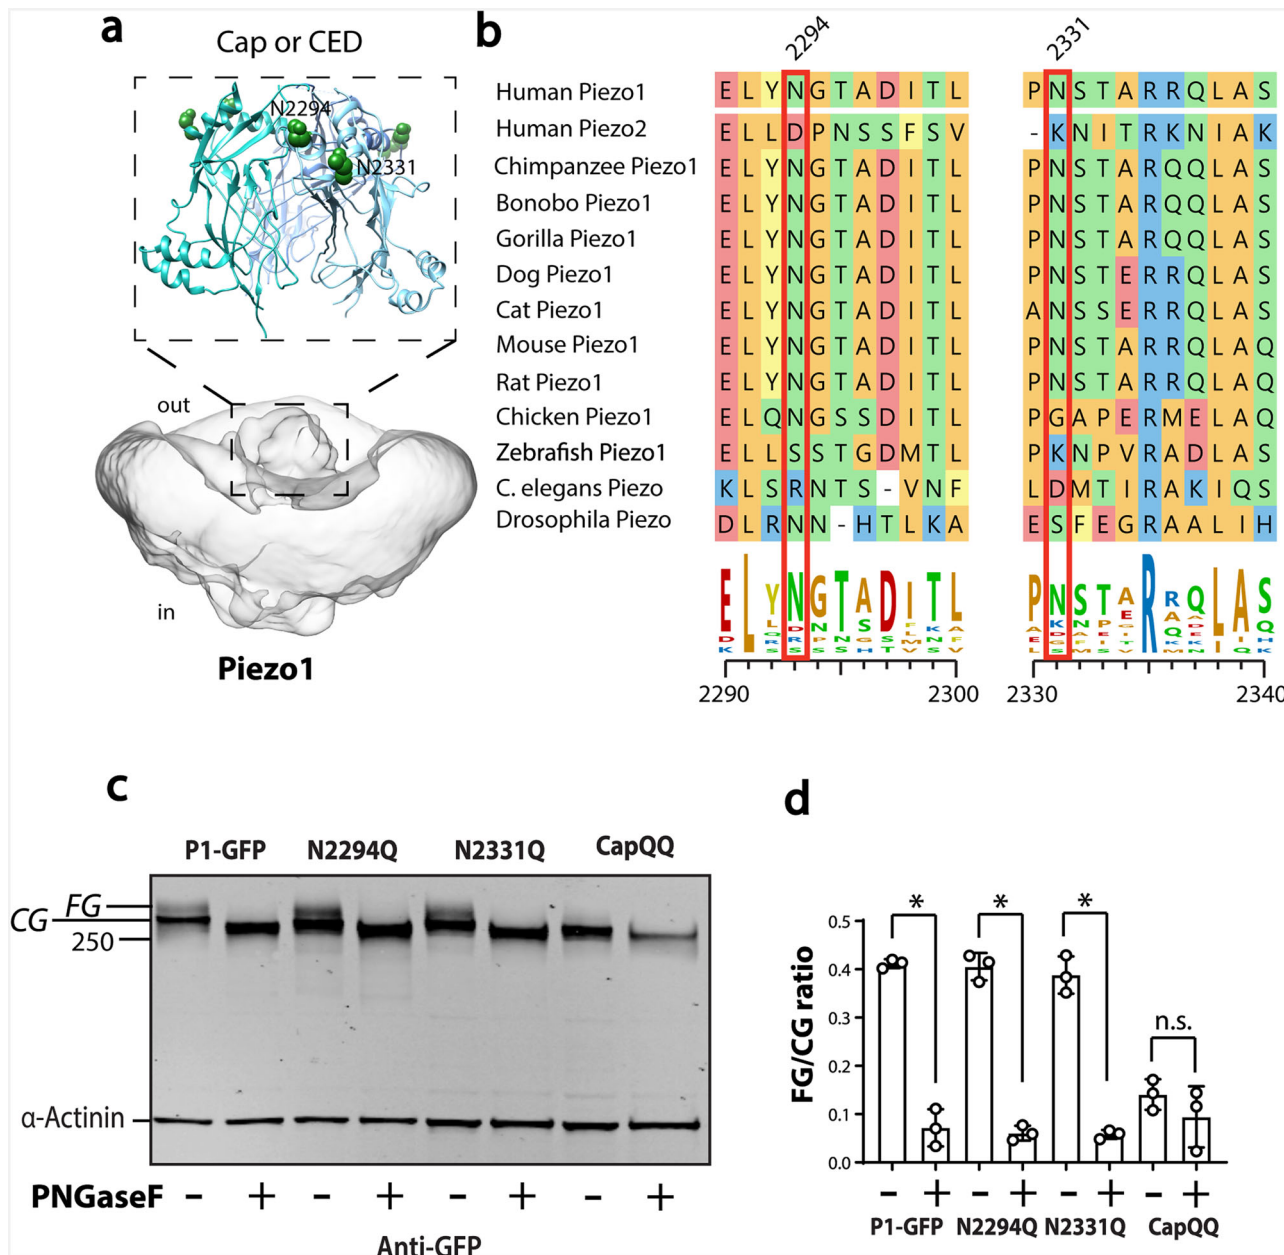 a
Cap or CED
N2294
N2331
out
in
Piezo1
b
2294
2331
Human Piezo1 E L Y N G T A D I T L P N S T A R R Q L A S
Human Piezo2 E L L D P N S S F S V - K N I T R K N I A K
Chimpanzee Piezo1 E L Y N G T A D I T L P N S T A R Q Q L A S
Bonobo Piezo1 E L Y N G T A D I T L P N S T A R Q Q L A S
Gorilla Piezo1 E L Y N G T A D I T L P N S T A R Q Q L A S
Dog Piezo1 E L Y N G T A D I T L P N S T E R R Q L A S
Cat Piezo1 E L Y N G T A D I T L A N S S E R R Q L A S
Mouse Piezo1 E L Y N G T A D I T L P N S T A R R Q L A Q
Rat Piezo1 E L Y N G T A D I T L P N S T A R R Q L A Q
Chicken Piezo1 E L Q N G S S D I T L P G A P E R M E L A Q
Zebrafish Piezo1 E L L S S T G D M T L P K N P V R A D L A S
C. elegans Piezo K L S R N T S - V N F L D M T I R A K I Q S
Drosophila Piezo D L R N N - H T L K A E S F E G R A A L I H
E L Y N G T A D I T L P N S T A R R Q L A S
2290 2300 2330 2340
c
P1-GFP N2294Q N2331Q CapQQ
FG
CG
250
α-Actinin
PNGaseF - + - + - + - +
Anti-GFP
d
* * * n.s.
FG/CG ratio
0.5
0.4
0.3
0.2
0.1
0.0
- + - + - + - +
P1-GFP N2294Q N2331Q CapQQ